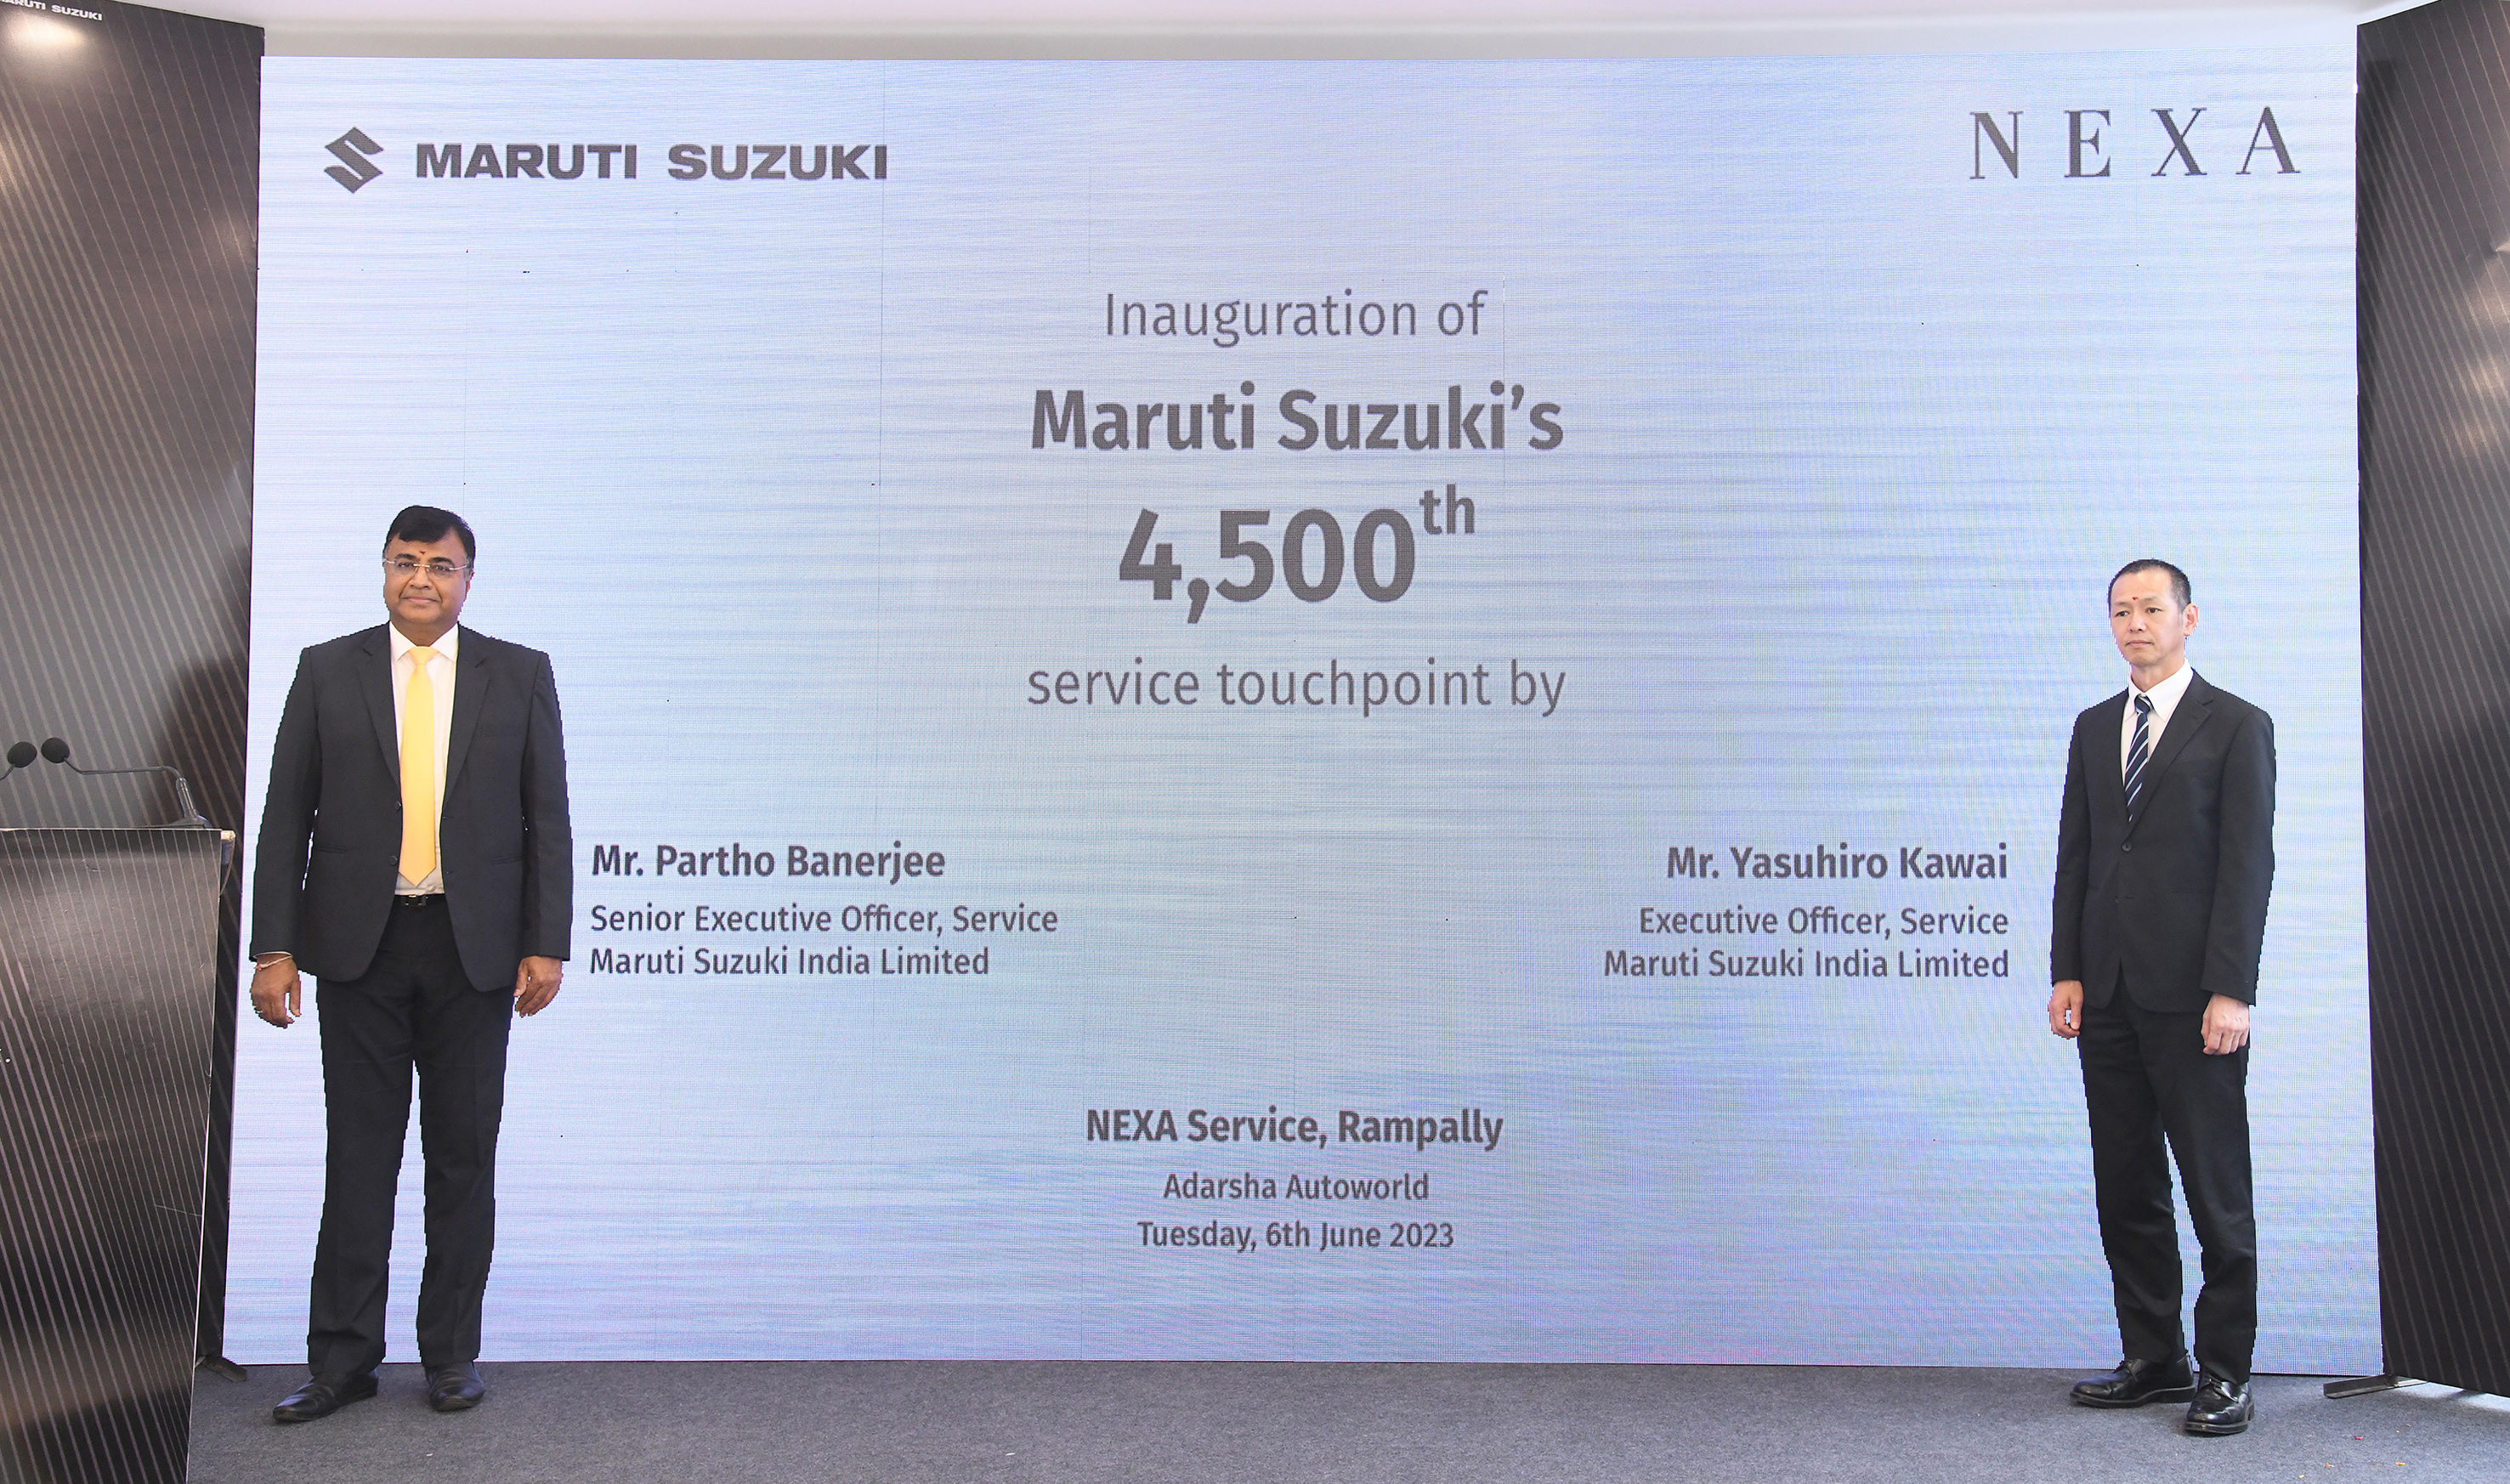 MARUTI SUZUKI
MARUTI SUZUKI
NEXA
Inauguration of
Maruti Suzuki’s
4,500th
service touchpoint by
Mr. Partho Banerjee
Senior Executive Officer, Service
Maruti Suzuki India Limited
Mr. Yasuhiro Kawai
Executive Officer, Service
Maruti Suzuki India Limited
NEXA Service, Rampally
Adarsha Autoworld
Tuesday, 6th June 2023